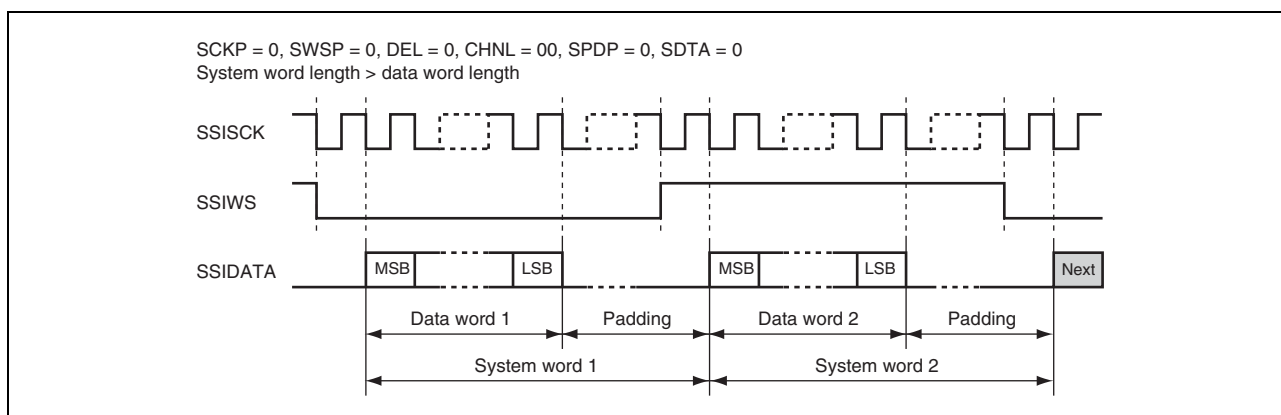 SCKP = 0, SWSP = 0, DEL = 0, CHNL = 00, SPDP = 0, SDTA = 0
System word length > data word length
SSISCK
SSIWS
SSIDATA
MSB
LSB
MSB
LSB
Next
Data word 1
Padding
Data word 2
Padding
System word 1
System word 2